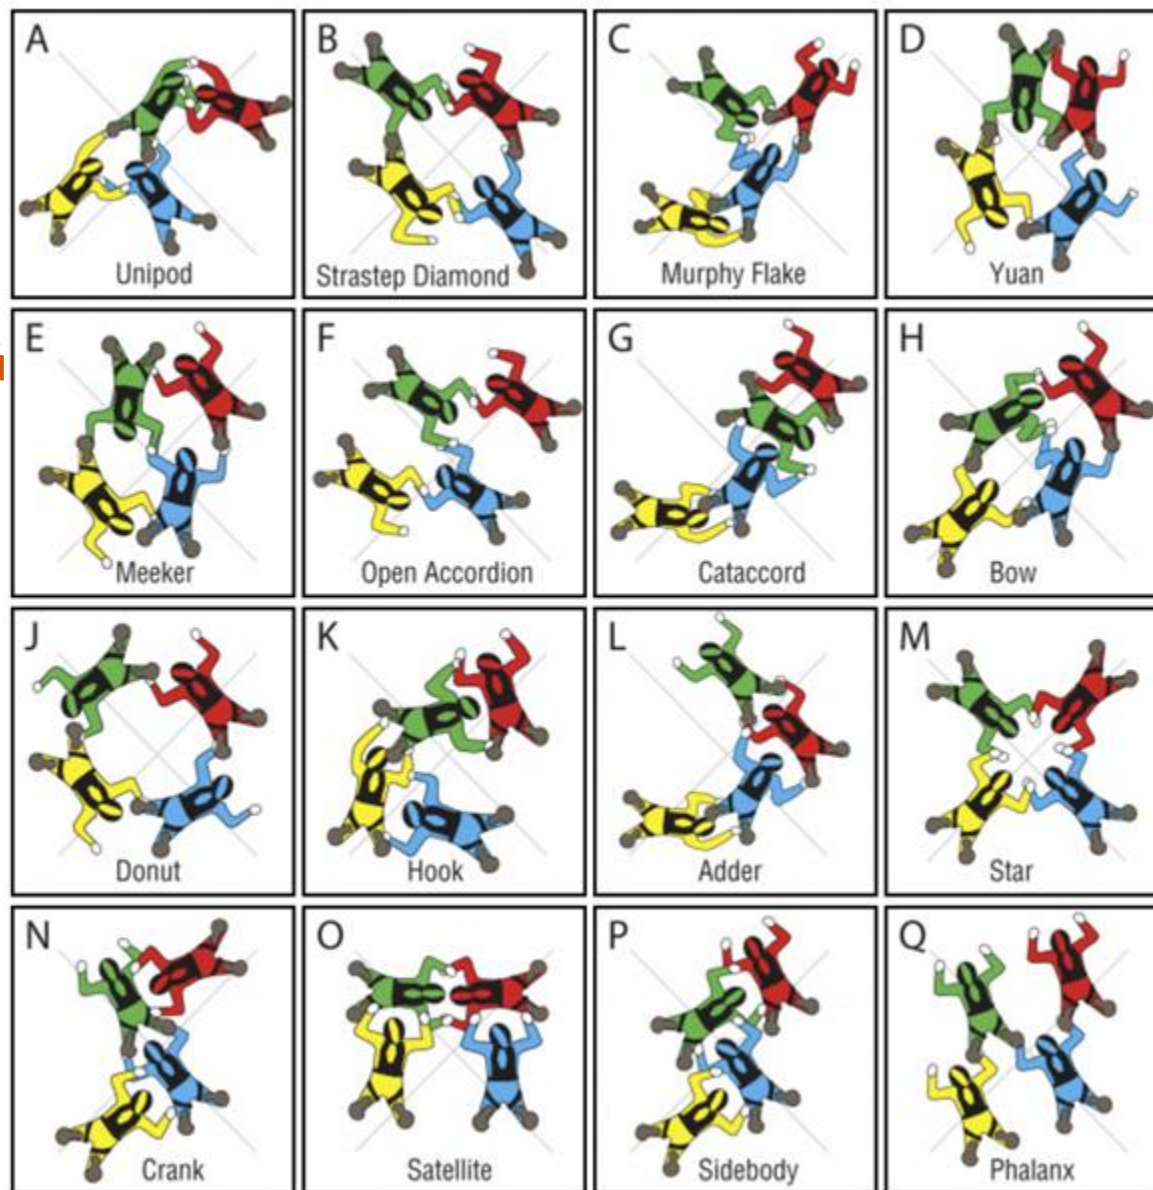 A
Unipod
B
Strastep Diamond
C
Murphy Flake
D
Yuan
E
Meeker
F
Open Accordion
G
Cataccord
H
Bow
J
Donut
K
Hook
L
Adder
M
Star
N
Crank
O
Satellite
P
Sidebody
Q
Phalanx